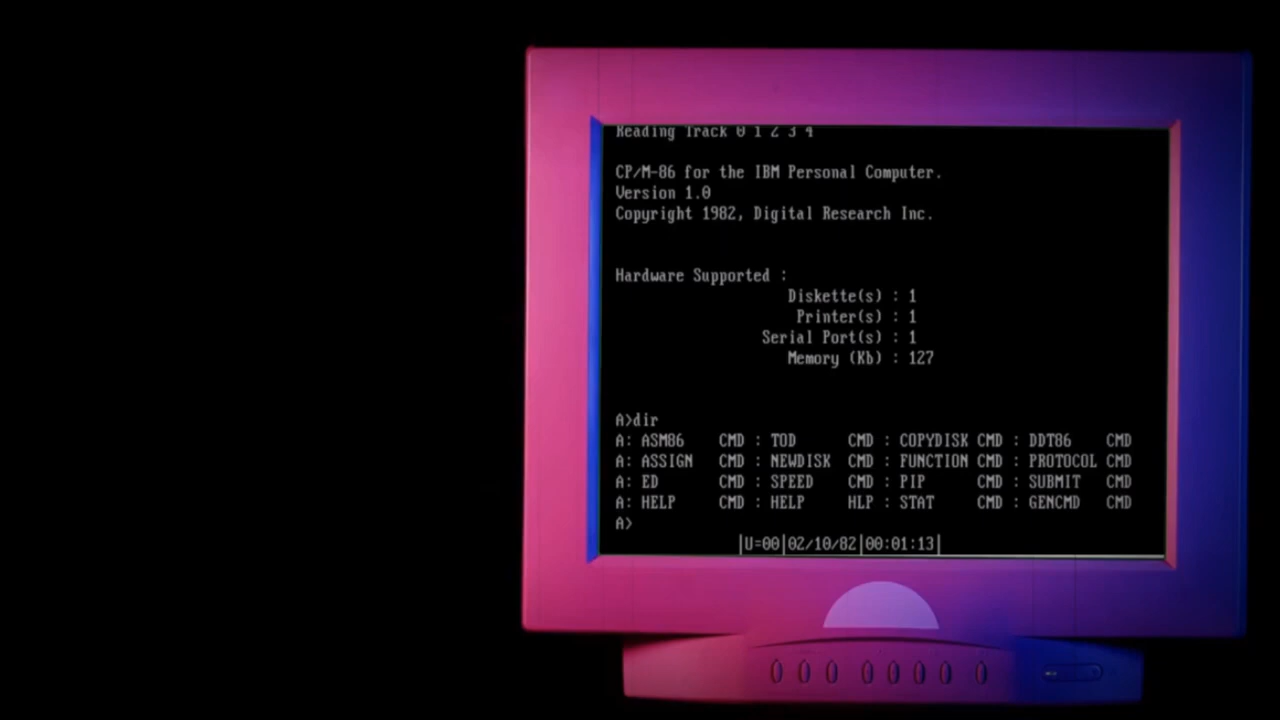 Reading Track 0 1 2 3 4
CP/M-86 for the IBM Personal Computer.
Version 1.0
Copyright 1982, Digital Research Inc.
Hardware Supported :
Diskette(s) : 1
Printer(s) : 1
Serial Port(s) : 1
Memory (Kb) : 127
A>dir
A: ASM86 CMD : TOD CMD : COPYDISK CMD : DDT86 CMD
A: ASSIGN CMD : NEWDISK CMD : FUNCTION CMD : PROTOCOL CMD
A: ED CMD : SPEED CMD : PIP CMD : SUBMIT CMD
A: HELP CMD : HELP HLP : STAT CMD : GENCMD CMD
A>
|U=00|02/10/82|00:01:13|